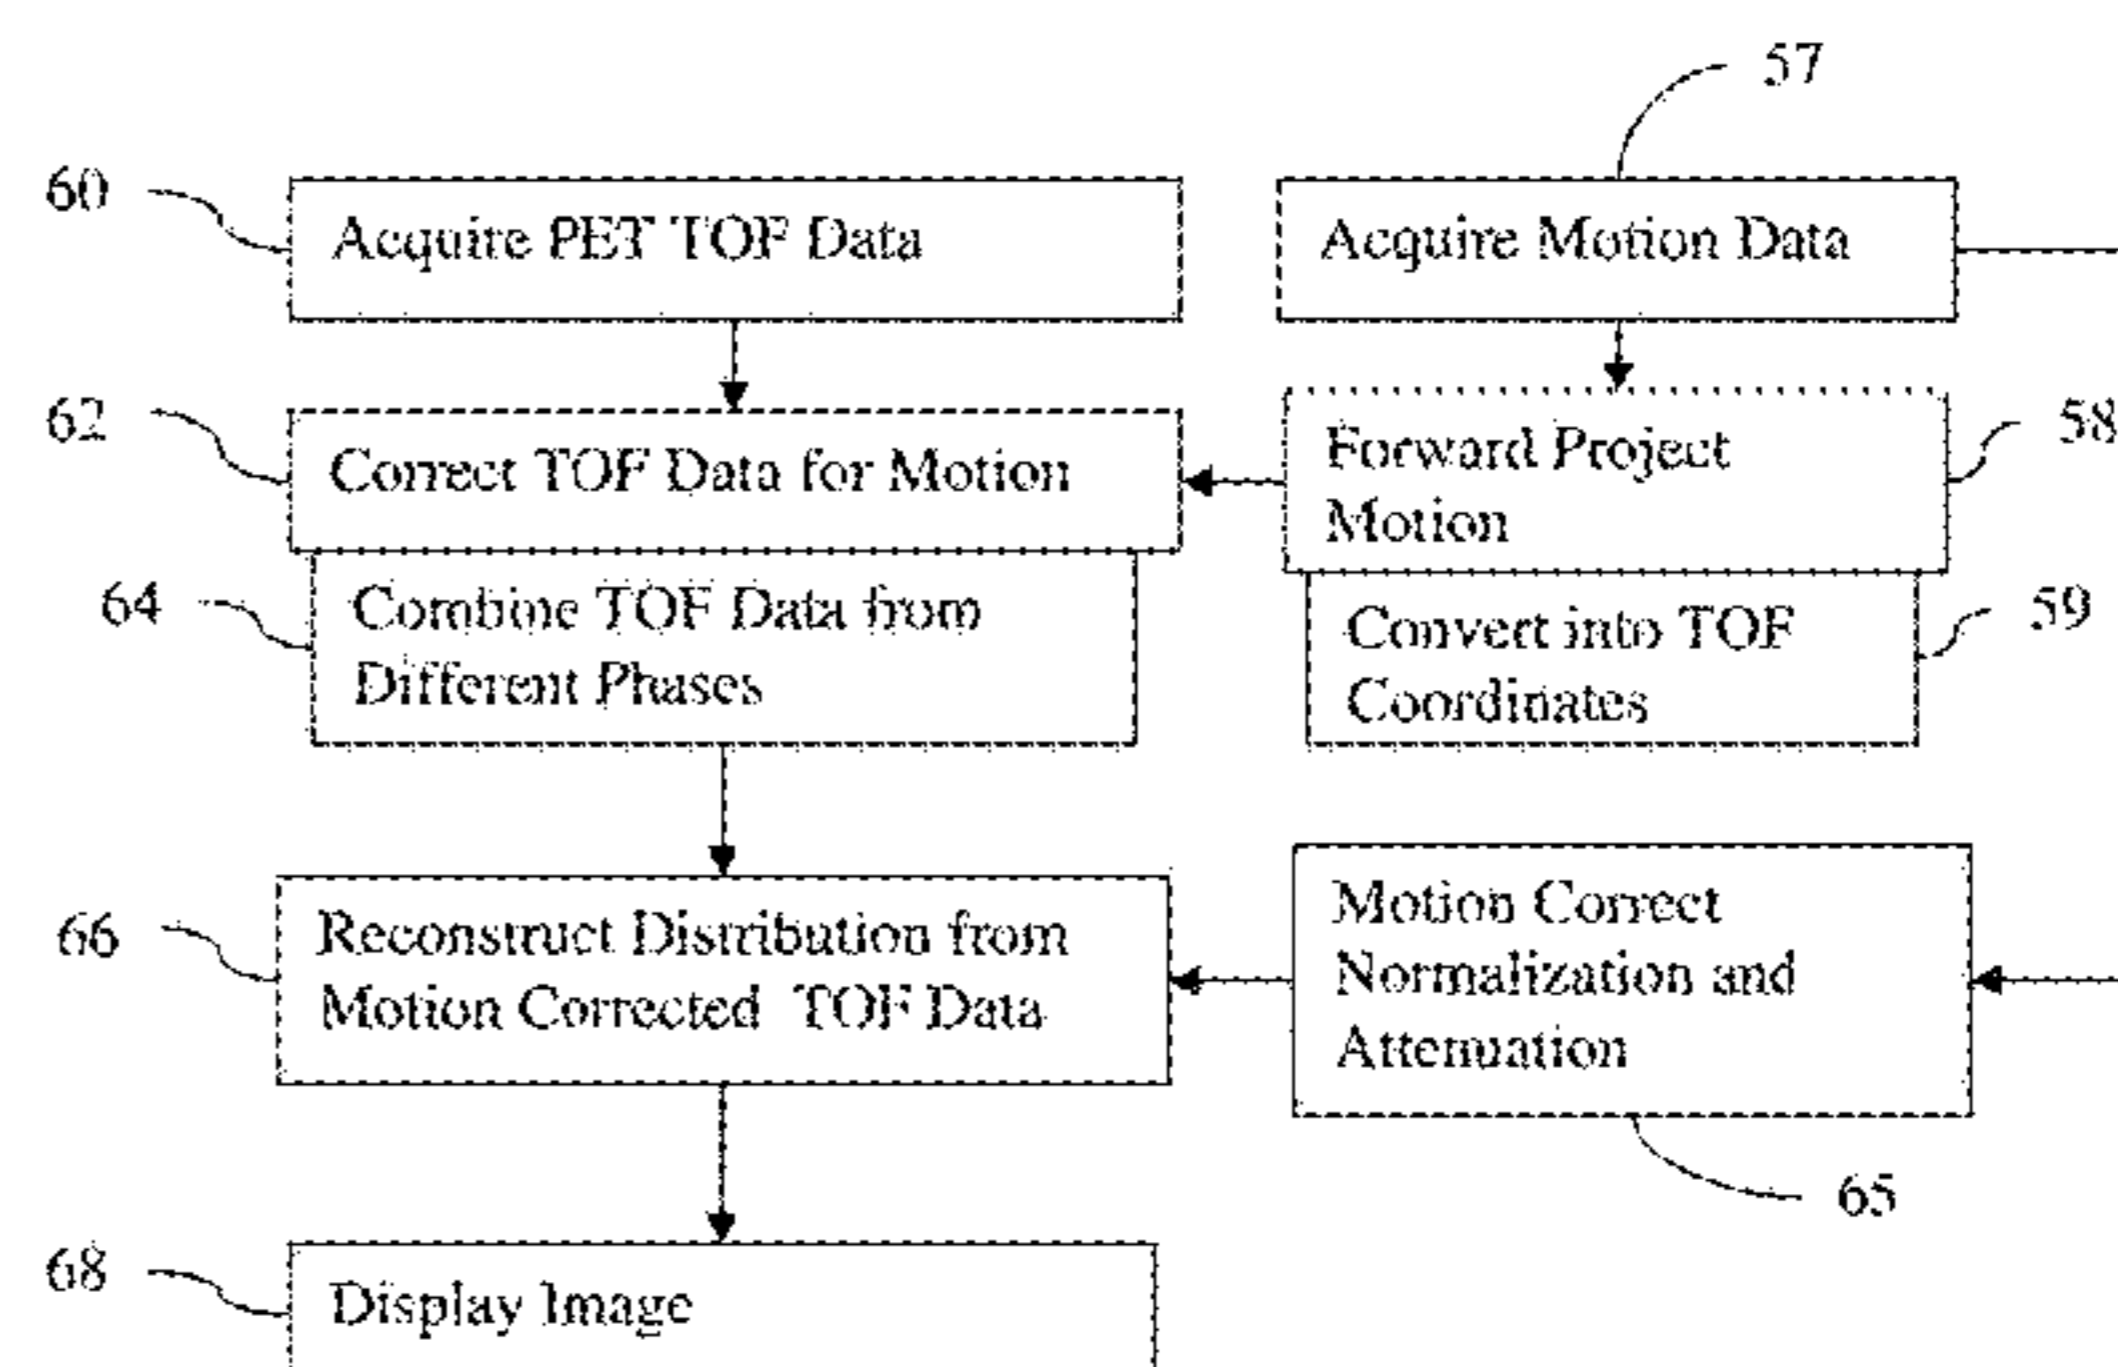 57
60
Acquire PET TOF Data
Acquire Motion Data
62
Correct TOF Data for Motion
Forward Project
Motion
58
64
Combine TOF Data from
Different Phases
Convert into TOF
Coordinates
59
66
Reconstruct Distribution from
Motion Corrected TOF Data
Motion Correct
Normalization and
Attenuation
65
68
Display Image